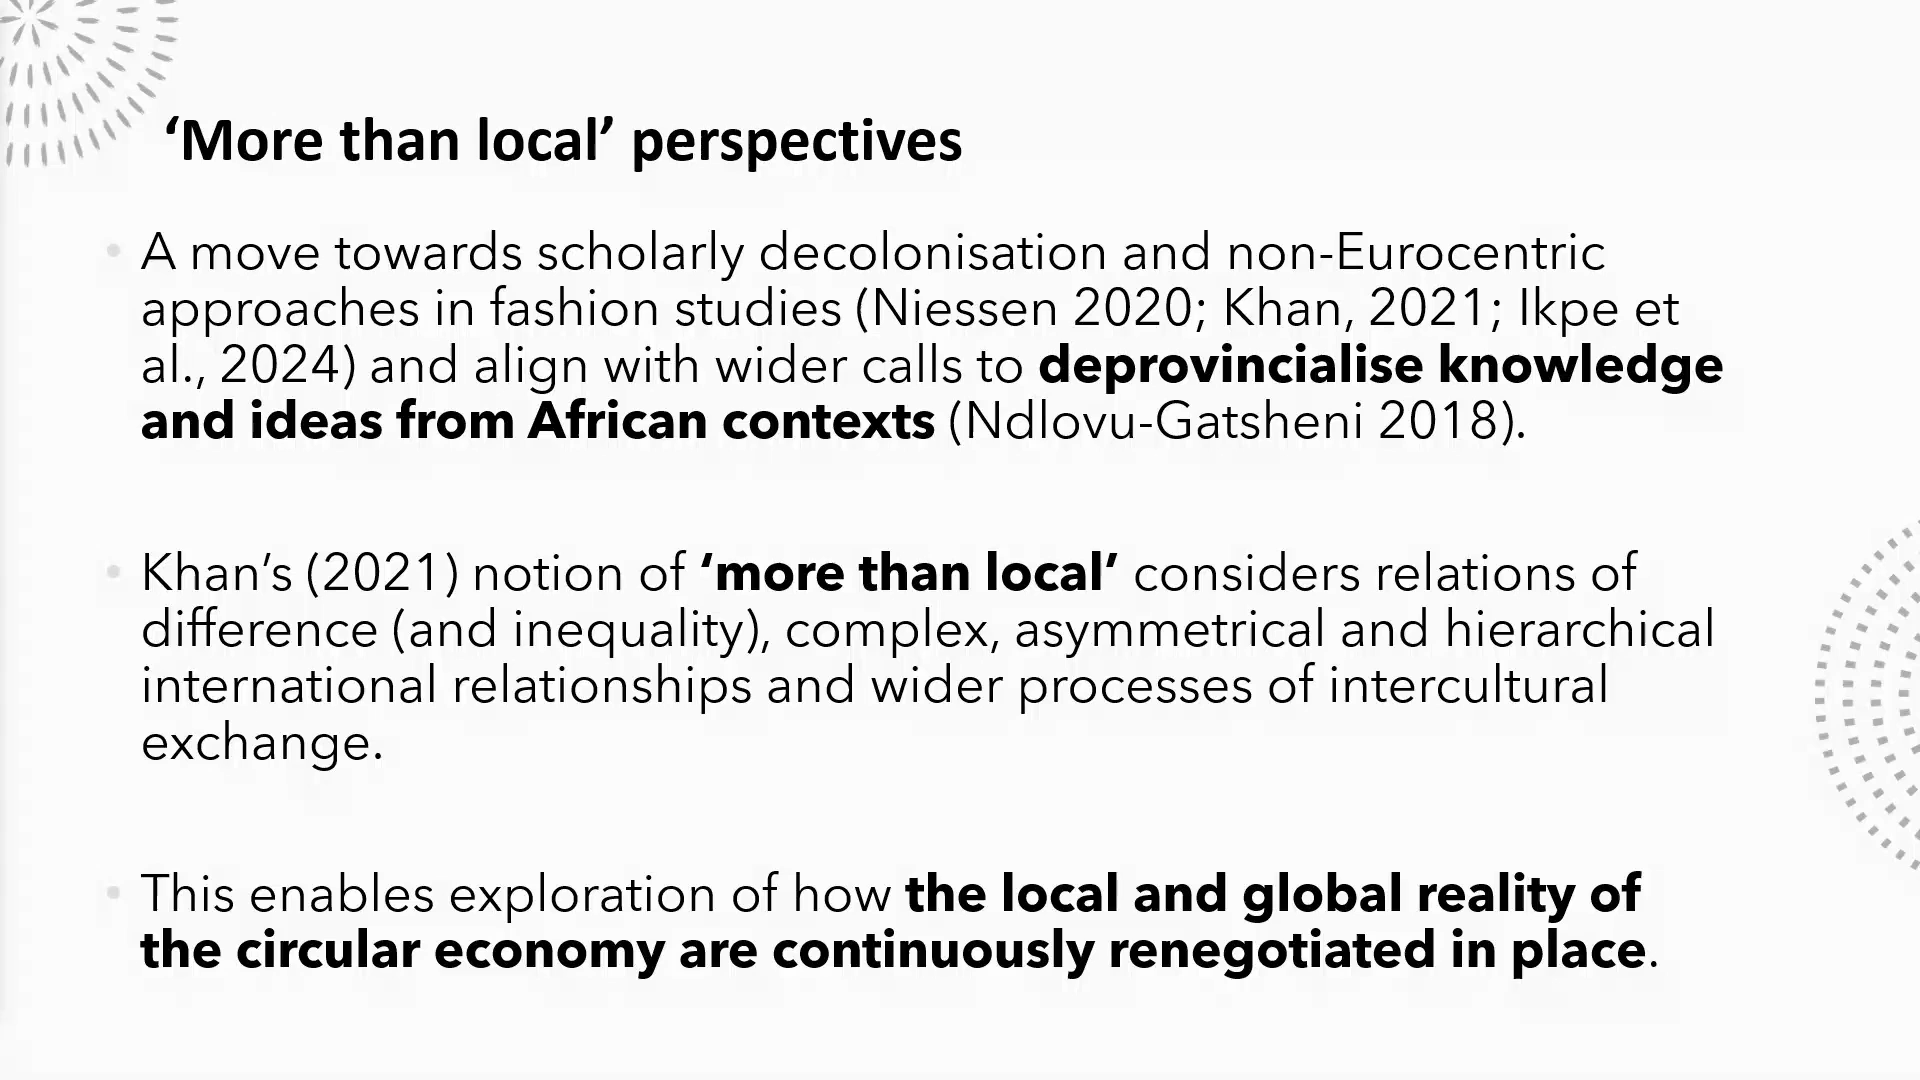 ‘More than local’ perspectives
A move towards scholarly decolonisation and non-Eurocentric
approaches in fashion studies (Niessen 2020; Khan, 2021; Ikpe et
al., 2024) and align with wider calls to deprovincialise knowledge
and ideas from African contexts (Ndlovu-Gatsheni 2018).
Khan’s (2021) notion of ‘more than local’ considers relations of
difference (and inequality), complex, asymmetrical and hierarchical
international relationships and wider processes of intercultural
exchange.
This enables exploration of how the local and global reality of
the circular economy are continuously renegotiated in place.